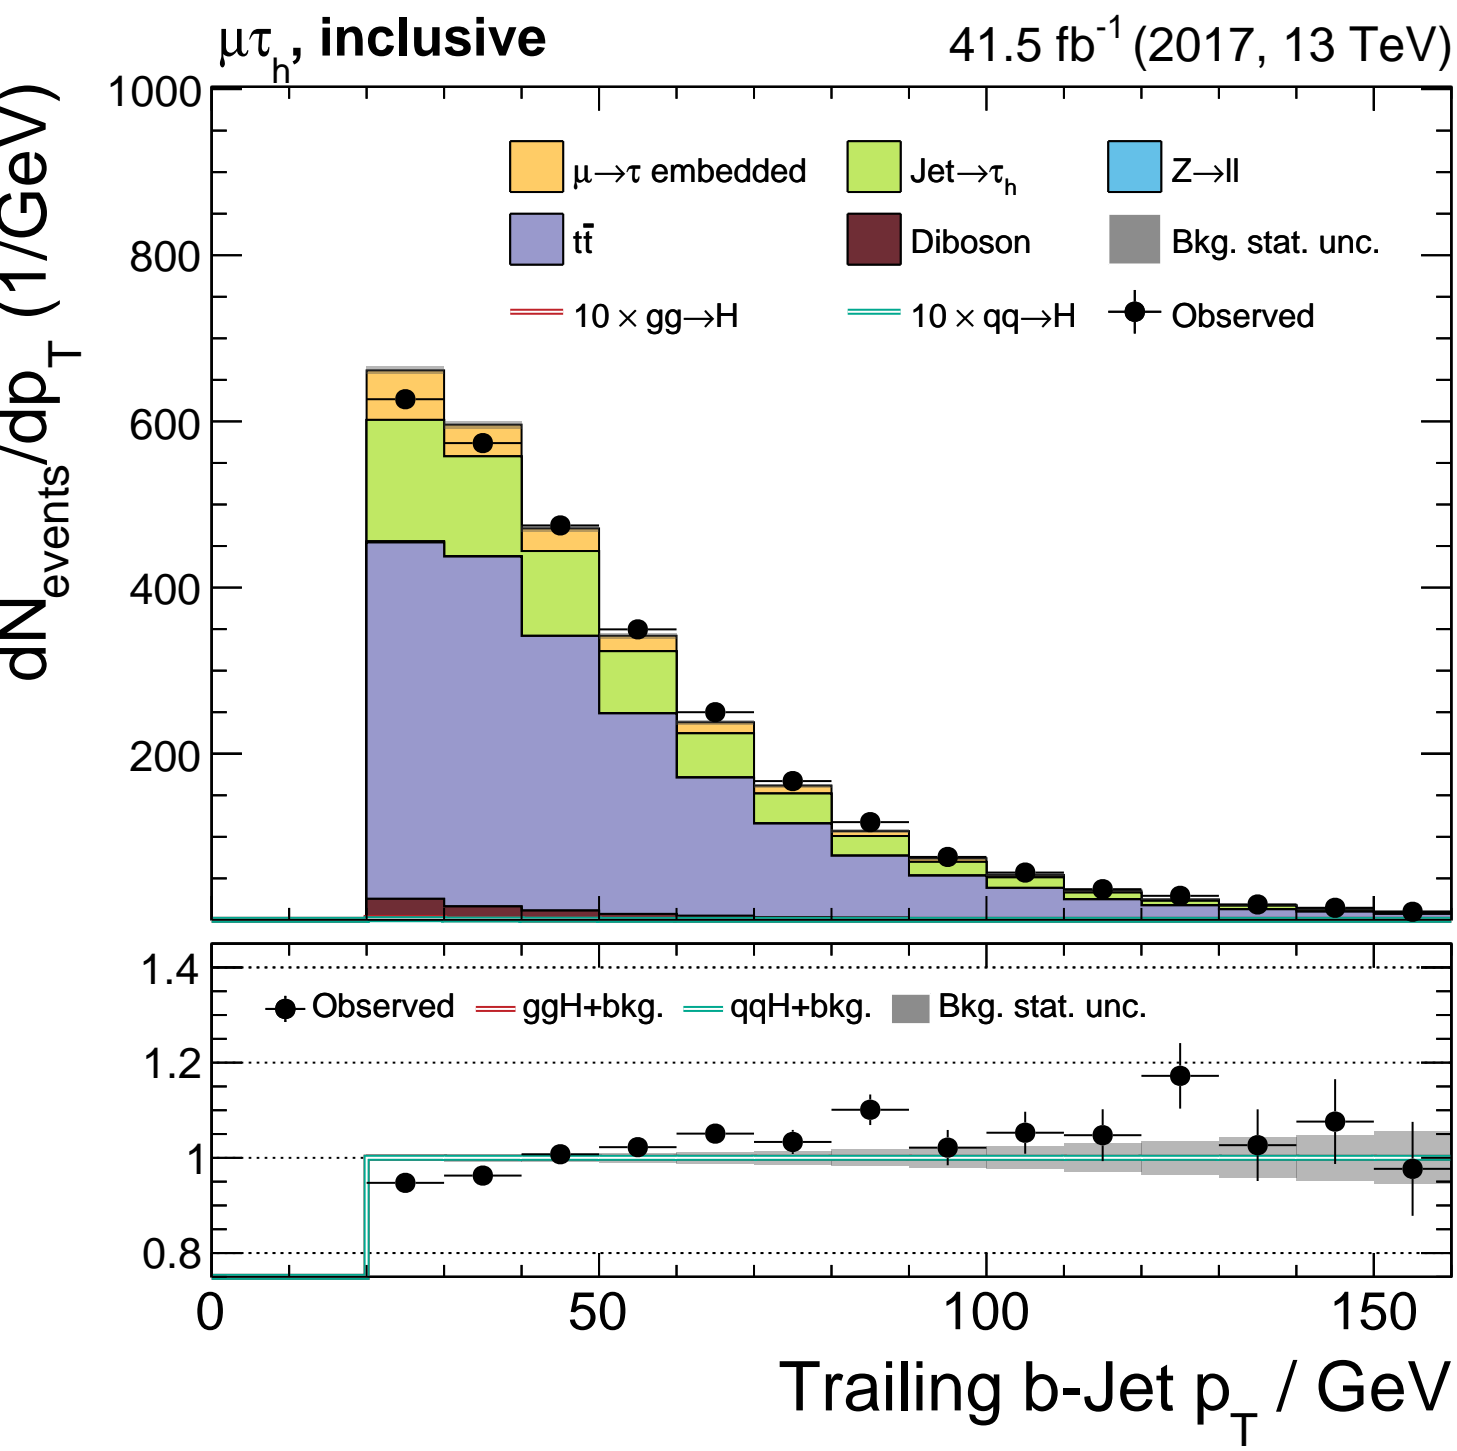 μτh, inclusive 41.5 fb-1 (2017, 13 TeV)
dNevents/dpT (1/GeV)
1000
800
600
400
200
μ→τ embedded Jet→τh Z→ll
tt̄ Diboson Bkg. stat. unc.
10 × gg→H 10 × qq→H Observed
1.4
1.2
1
0.8
Observed ggH+bkg. qqH+bkg. Bkg. stat. unc.
0 50 100 150
Trailing b-Jet pT / GeV